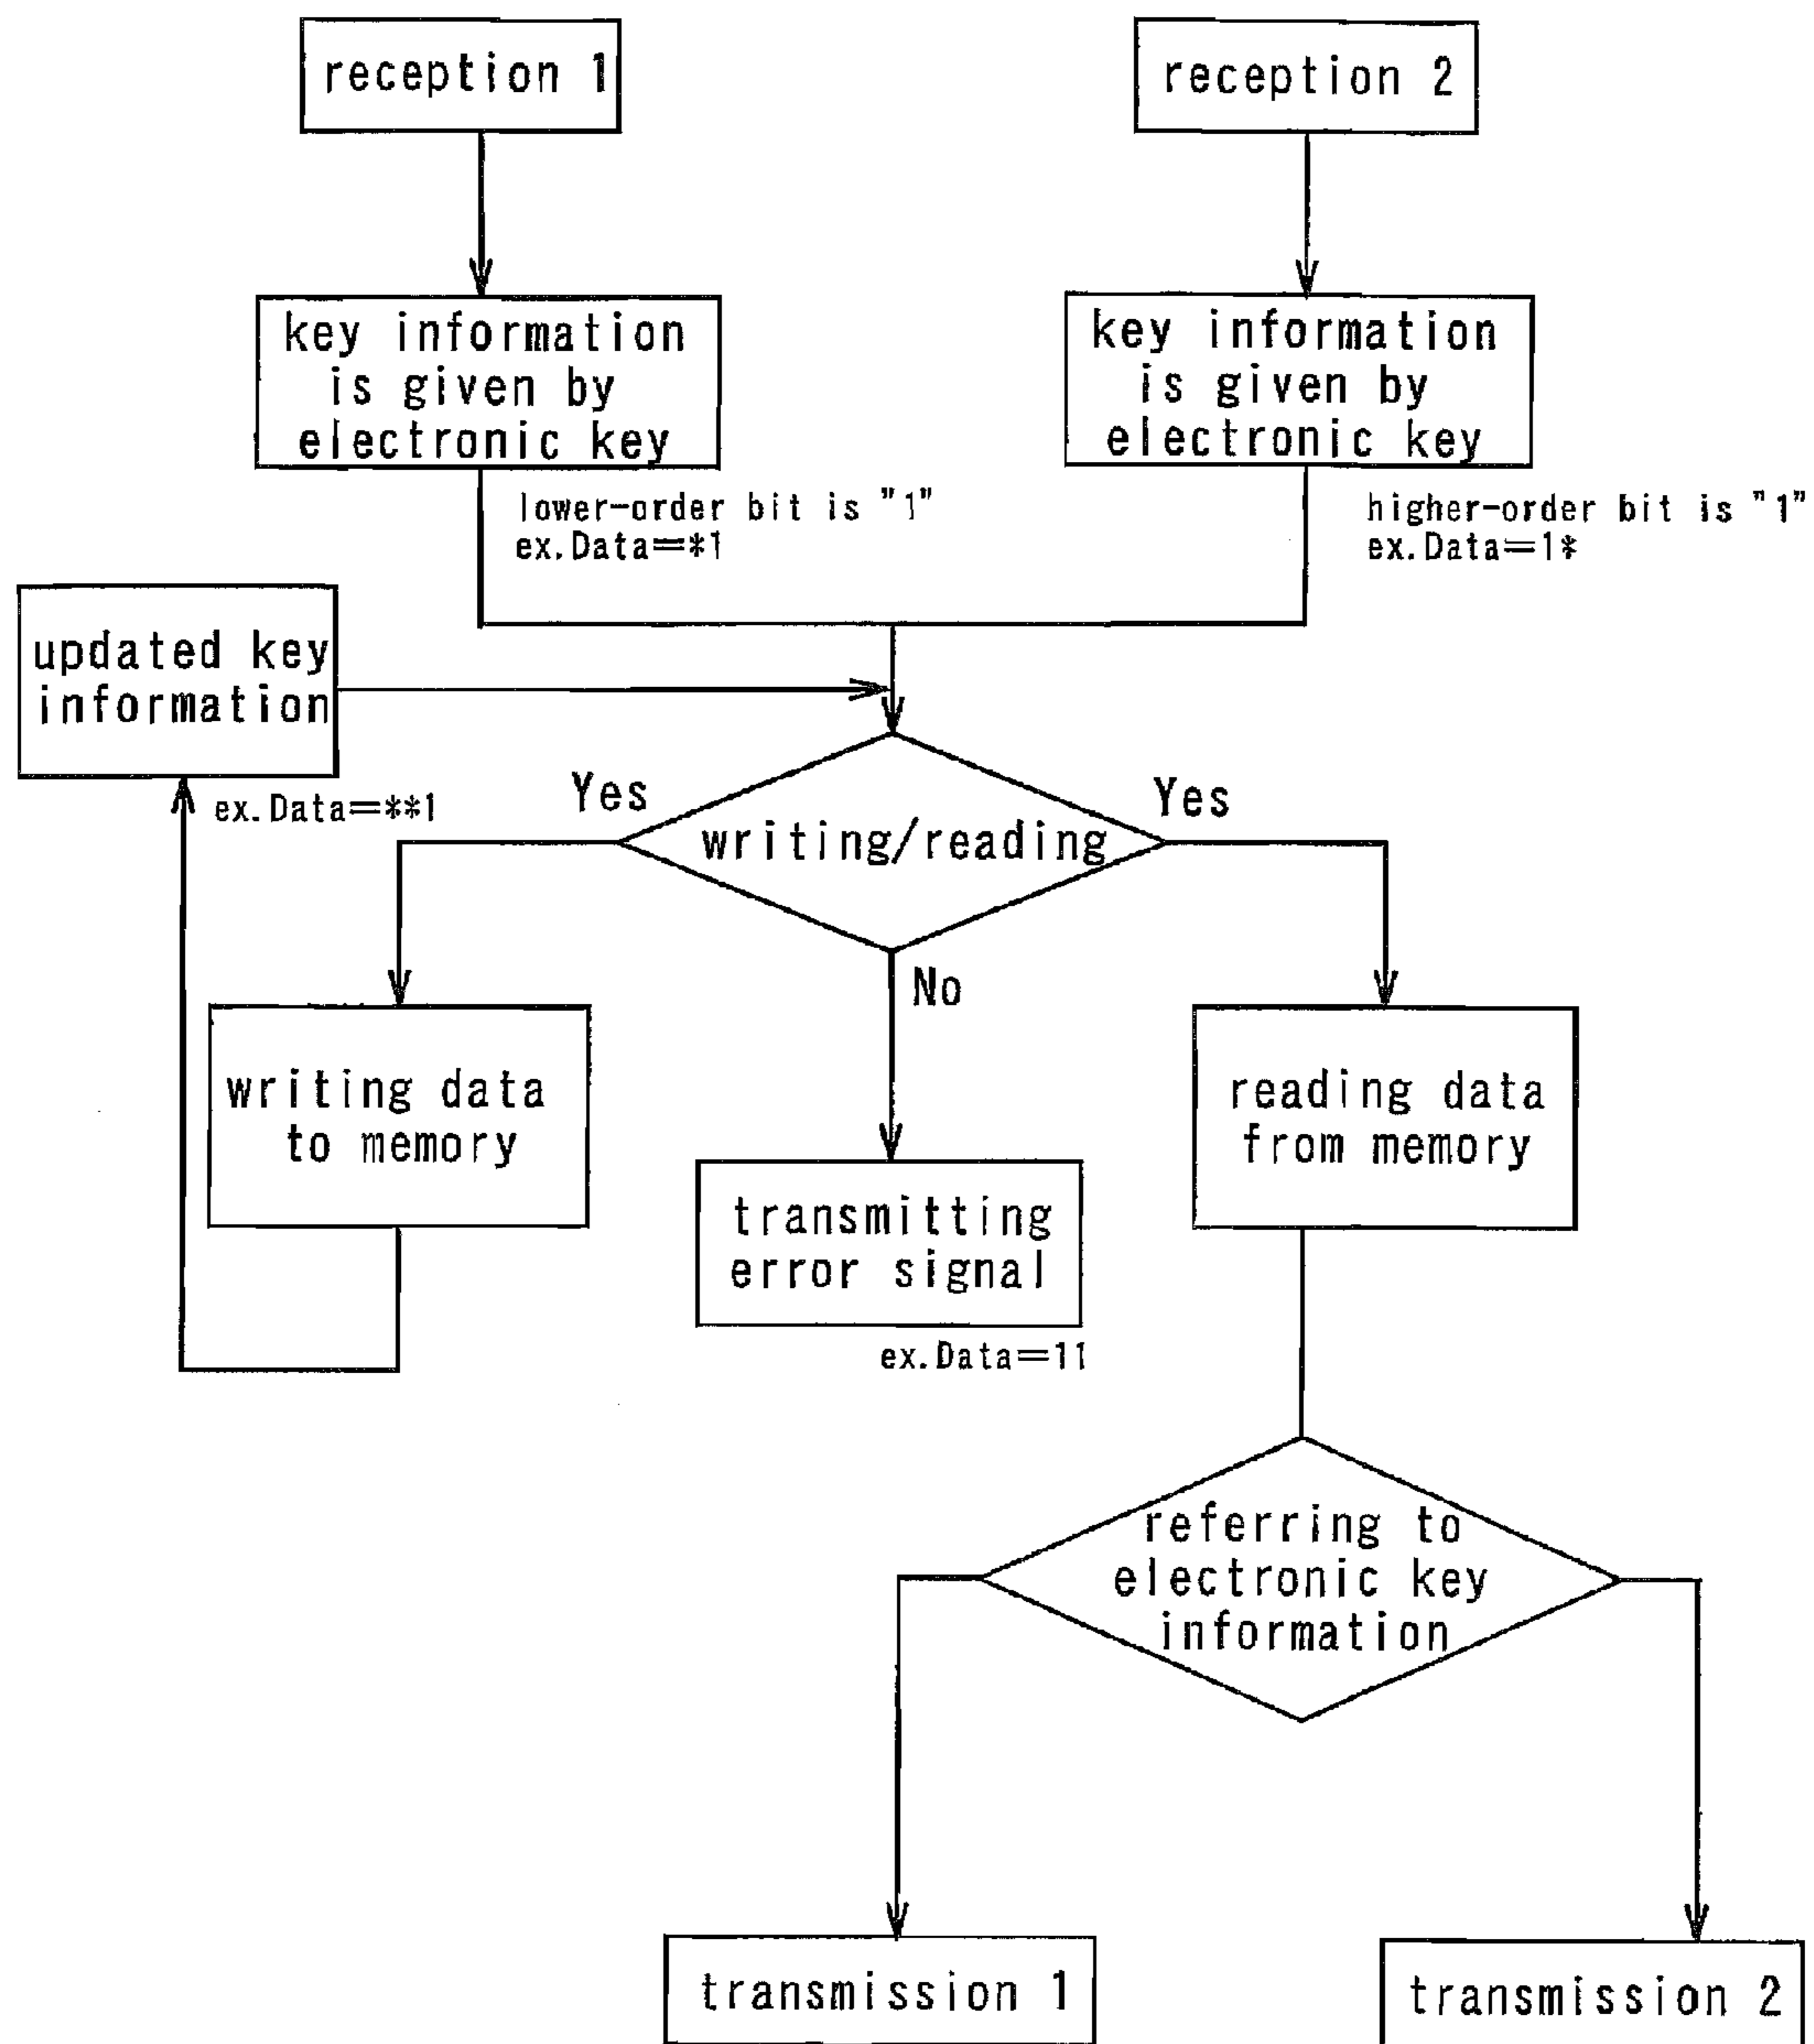 reception 1
reception 2
key information
is given by
electronic key
key information
is given by
electronic key
lower-order bit is "1"
ex.Data=*1
higher-order bit is "1"
ex.Data=1*
updated key
information
ex.Data=**1
Yes
Yes
writing/reading
No
writing data
to memory
reading data
from memory
transmitting
error signal
ex.Data=11
referring to
electronic key
information
transmission 1
transmission 2